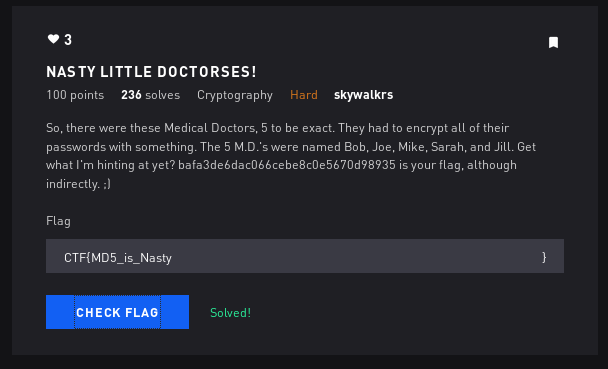 3
NASTY LITTLE DOCTORSES!
100 points 236 solves Cryptography Hard skywalkrs
So, there were these Medical Doctors, 5 to be exact. They had to encrypt all of their
passwords with something. The 5 M.D.'s were named Bob, Joe, Mike, Sarah, and Jill. Get
what I'm hinting at yet? bafa3de6dac066cebe8c0e5670d98935 is your flag, although
indirectly. ;)
Flag
CTF{MD5_is_Nasty }
CHECK FLAG Solved!